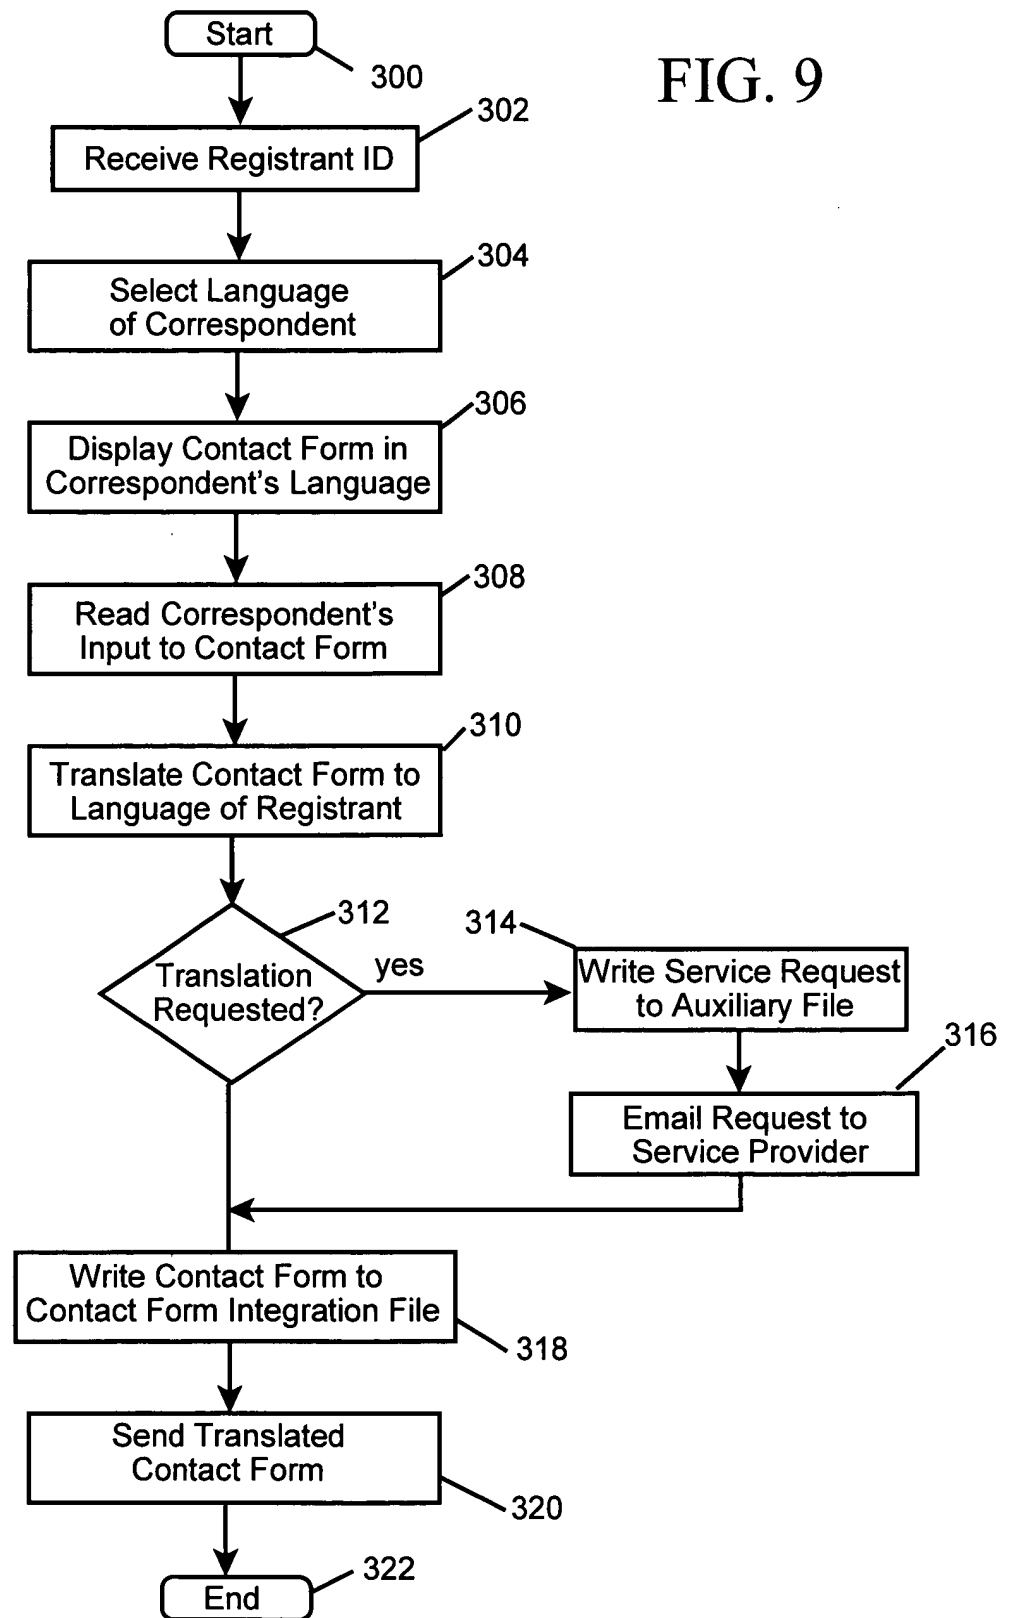 Start
300
FIG. 9
302
Receive Registrant ID
304
Select Language
of Correspondent
306
Display Contact Form in
Correspondent's Language
308
Read Correspondent's
Input to Contact Form
310
Translate Contact Form to
Language of Registrant
312
Translation
Requested?
yes
314
Write Service Request
to Auxiliary File
316
Email Request to
Service Provider
Write Contact Form to
Contact Form Integration File
318
Send Translated
Contact Form
320
322
End